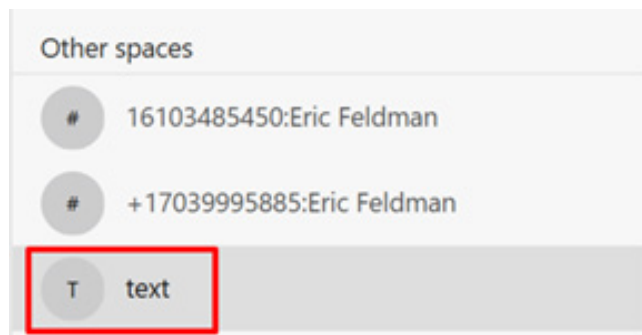 Other spaces
# 16103485450:Eric Feldman
# +17039995885:Eric Feldman
T text